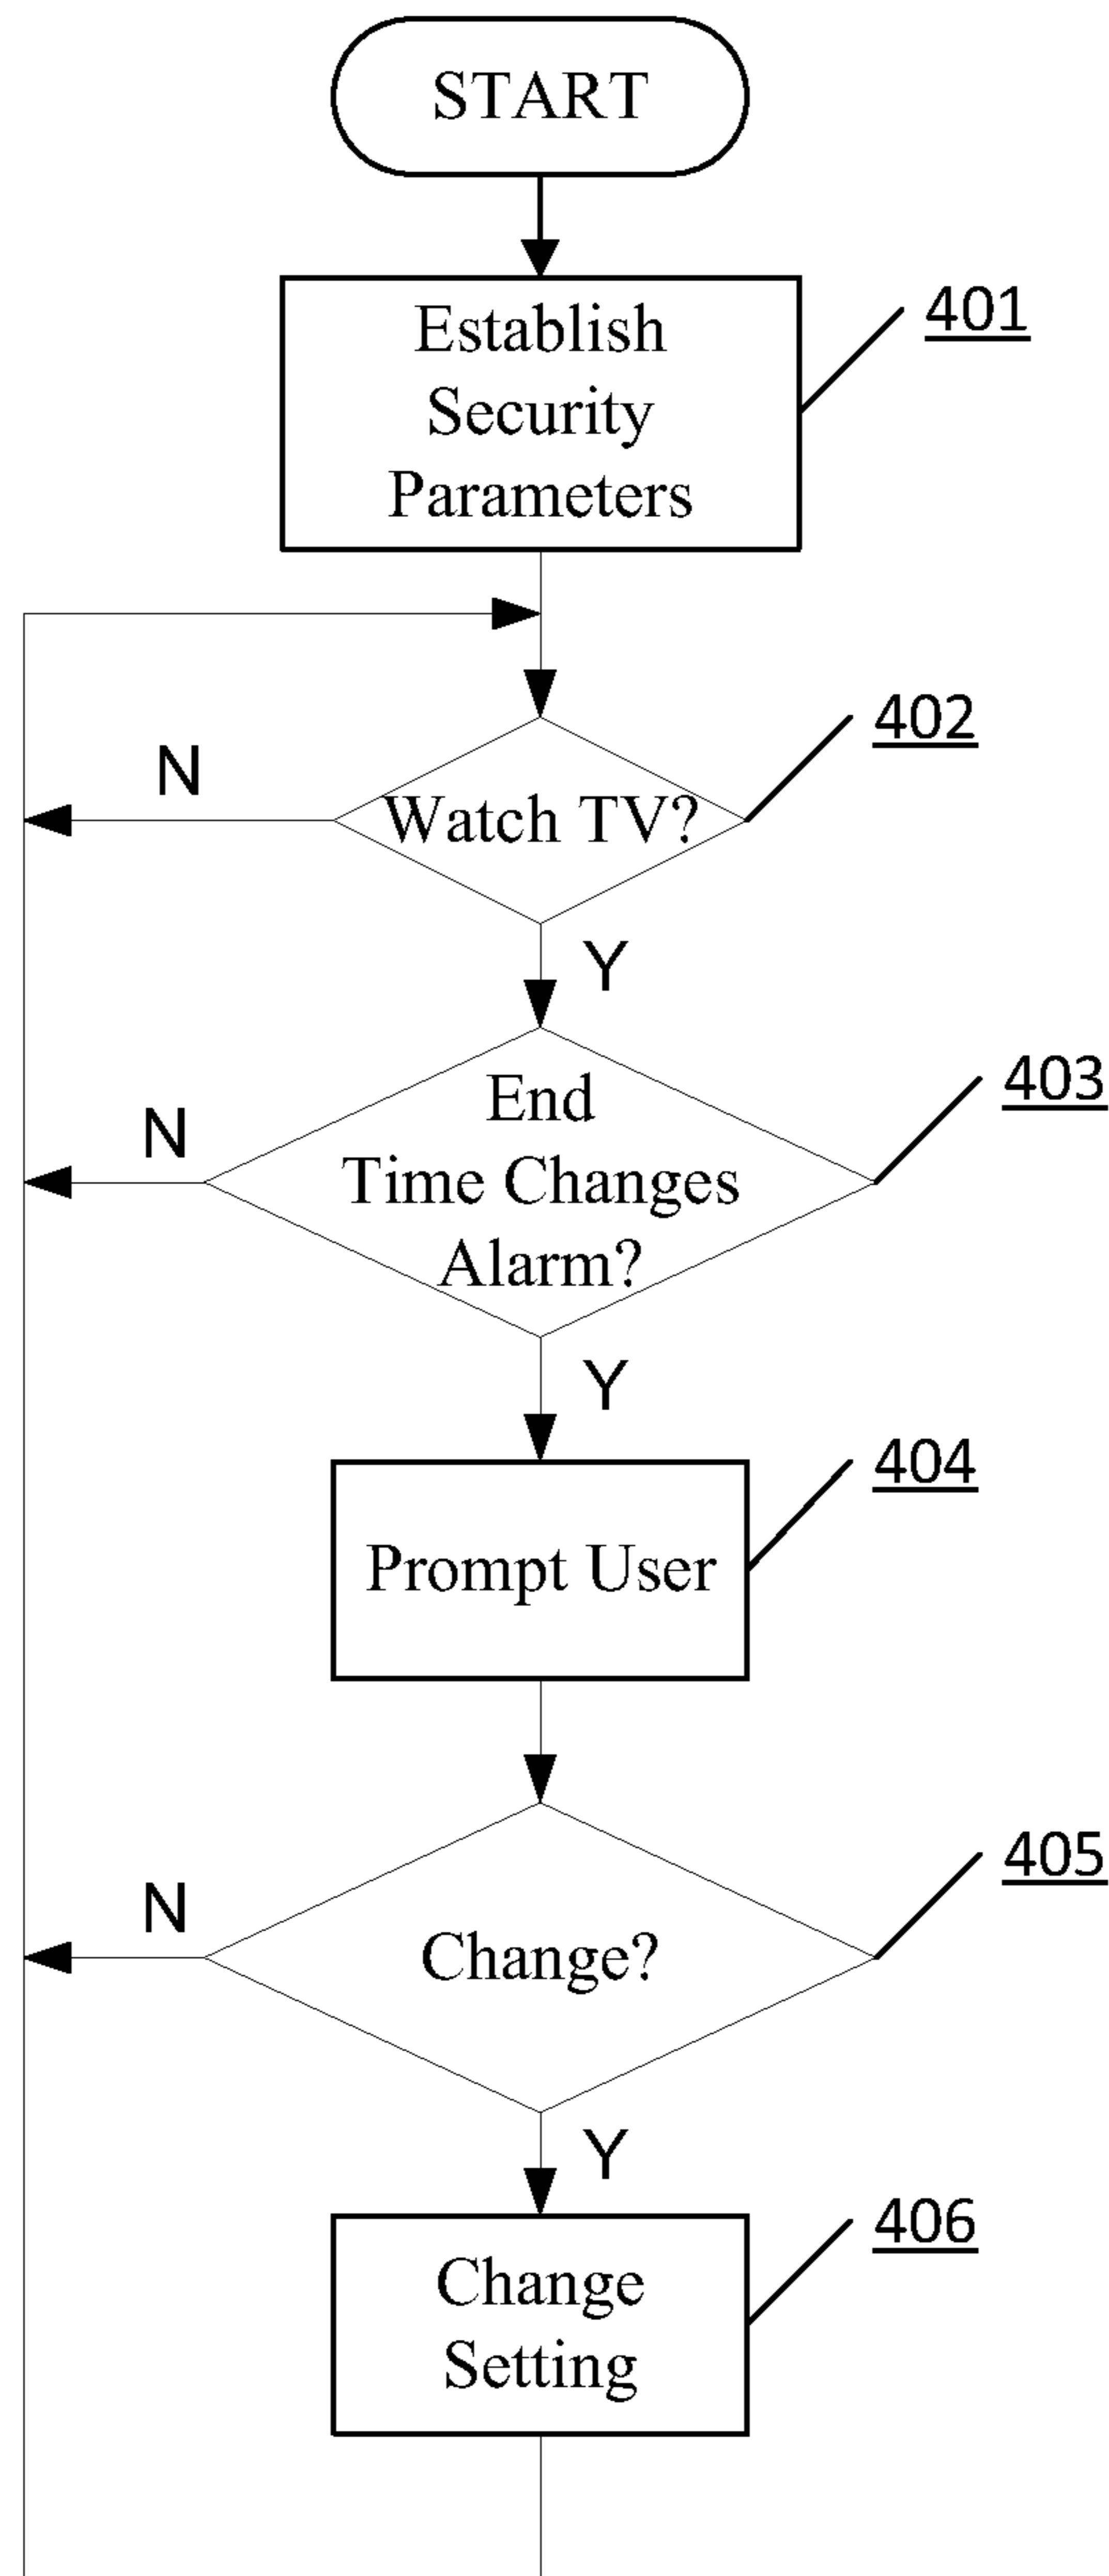 START
Establish
Security
Parameters
401
402
N
Watch TV?
Y
403
End
N
Time Changes
Alarm?
Y
404
Prompt User
405
N
Change?
Y
406
Change
Setting